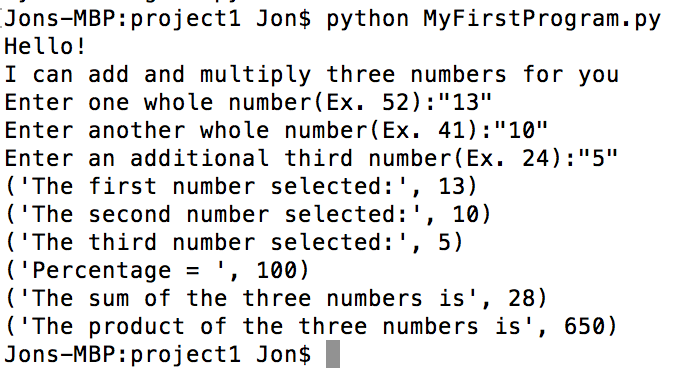 Jons-MBP:project1 Jon$ python MyFirstProgram.py
Hello!
I can add and multiply three numbers for you
Enter one whole number(Ex. 52):"13"
Enter another whole number(Ex. 41):"10"
Enter an additional third number(Ex. 24):"5"
('The first number selected:', 13)
('The second number selected:', 10)
('The third number selected:', 5)
('Percentage = ', 100)
('The sum of the three numbers is', 28)
('The product of the three numbers is', 650)
Jons-MBP:project1 Jon$